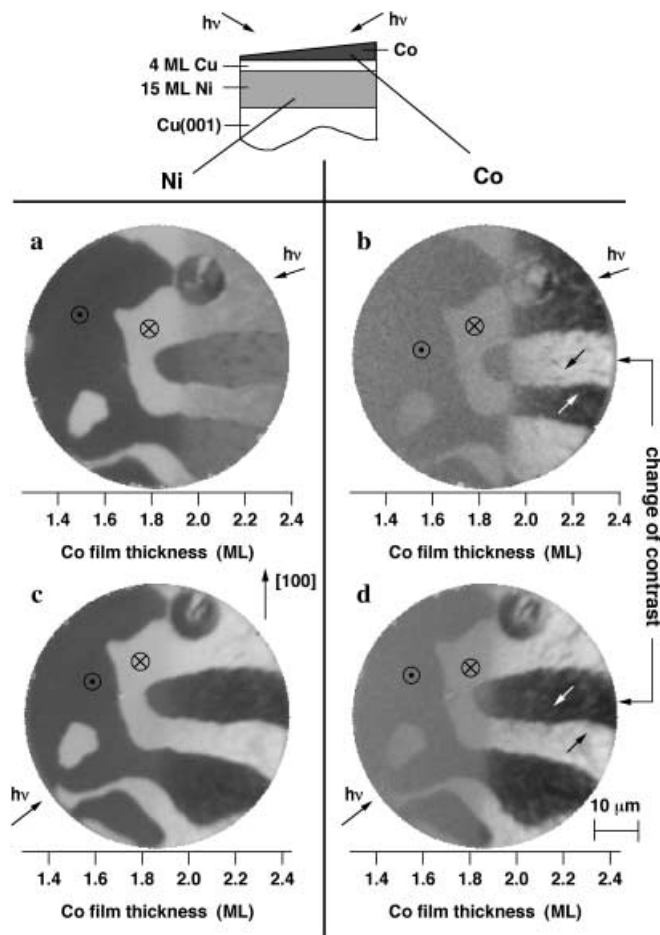 hν hν
Co
4 ML Cu
15 ML Ni
Cu(001)
Ni Co
a b
hν hν
1.4 1.6 1.8 2.0 2.2 2.4
Co film thickness (ML)
1.4 1.6 1.8 2.0 2.2 2.4
Co film thickness (ML)
change of contrast
[100]
c d
hν hν
10 μm
1.4 1.6 1.8 2.0 2.2 2.4
Co film thickness (ML)
1.4 1.6 1.8 2.0 2.2 2.4
Co film thickness (ML)